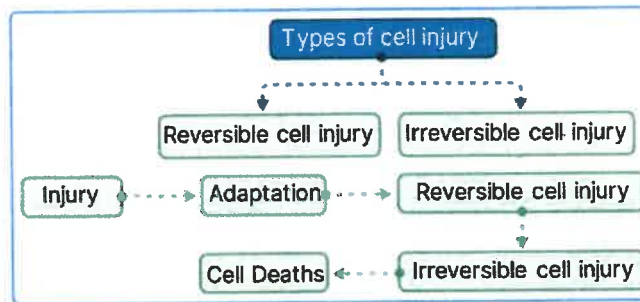 Types of cell injury
Reversible cell injury
Irreversible cell injury
Injury
Adaptation
Reversible cell injury
Irreversible cell injury
Cell Deaths